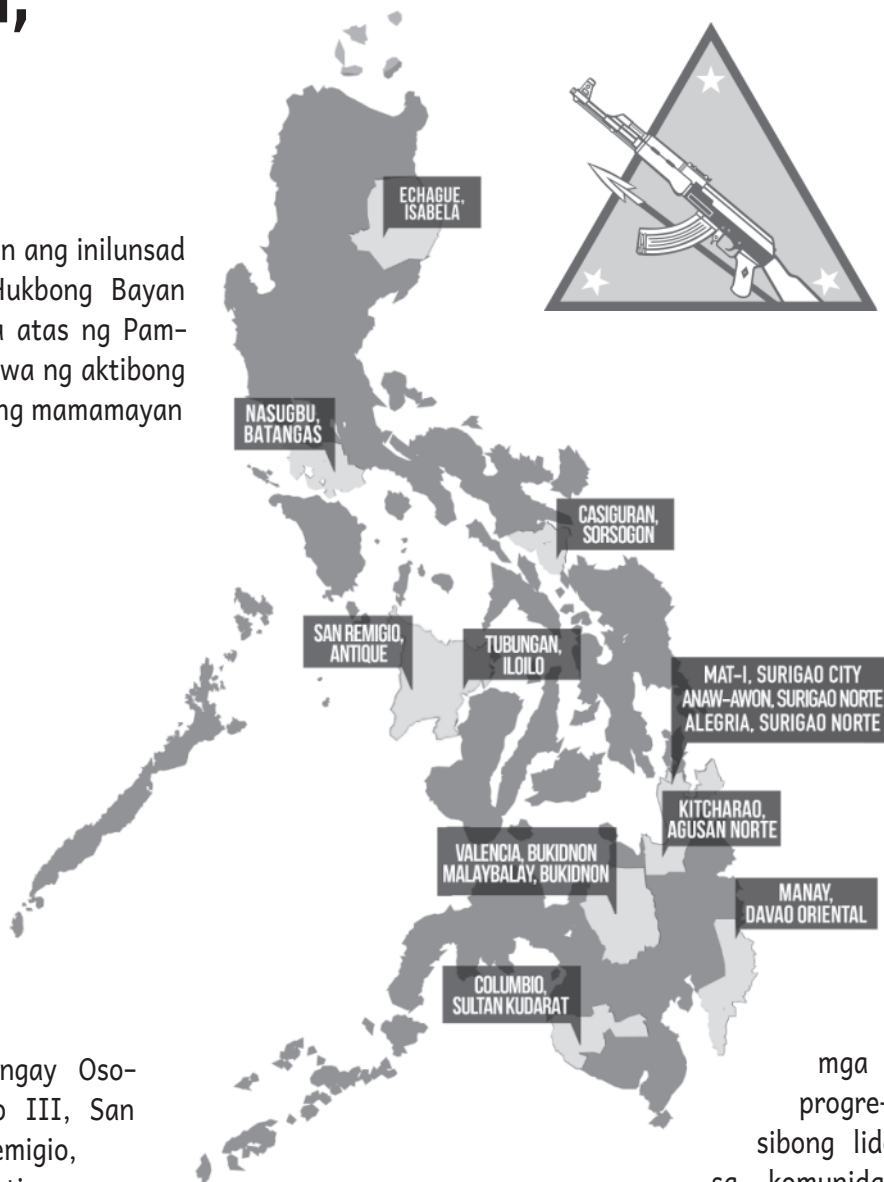 n ang inilunsad
Hukbong Bayan
atas ng Pam-
wa ng aktibong
ng mamamayan
ECHAGUE,
ISABELA
NASUGBU,
BATANGAS
CASIGURAN,
SORSOGON
SAN REMIGIO,
ANTIQUE
TUBUNGAN,
ILOILO
MAT-I, SURIGAO CITY
ANAW-AWON, SURIGAO NORTE
ALEGRIA, SURIGAO NORTE
KITCHARAO,
AGUSAN NORTE
VALENCIA, BUKIDNON
MALAYBALAY, BUKIDNON
MANAY,
DAVAO ORIENTAL
COLUMBIO,
SULTAN KUDARAT
ngay Oso-
III, San
emigio,
mga
progre-
sibong
sa komunida